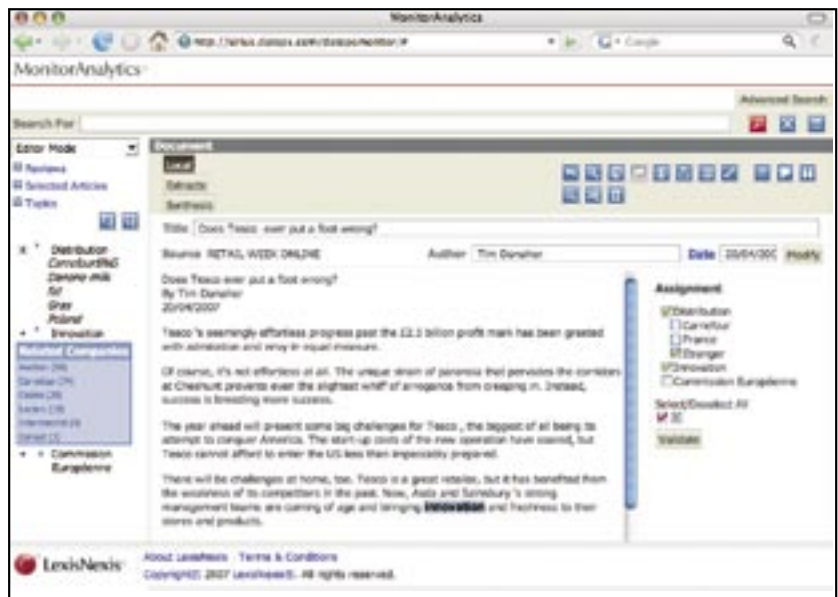 MonitorAnalytics
Google
MonitorAnalytics
Advanced Search
Search For
Editor Mode
Document
Reviews
Selected Articles
Topics
Local
Extracts
Synthesis
Title Does Tesco ever put a foot wrong?
Source RETAIL WEEK ONLINE Author Tim Danaher Date Modify
Distribution
Danone milk
Poland
Innovation
Related Companies
Commission
Européenne
Does Tesco ever put a foot wrong?
By Tim Danaher
20/04/2007
Tesco 's seemingly effortless progress past the £2.5 billion profit mark has been greeted
with admiration and envy in equal measure.
Of course, it's not effortless at all. The unique strain of paranoia that pervades the corridors
at Cheshunt prevents even the slightest whiff of arrogance from creeping in. Instead,
success is breeding more success.
The year ahead will present some big challenges for Tesco , the biggest of all being its
attempt to conquer America. The start-up costs of the new operation have soared, but
Tesco cannot afford to enter the US less than impeccably prepared.
There will be challenges at home, too. Tesco is a great retailer, but it has benefited from
the weakness of its competitors in the past. Now, Asda and Sainsbury 's strong
management teams are coming of age and bringing innovation and freshness to their
stores and products.
Assignment
Distribution
Carrefour
France
Etranger
Innovation
Commission Européenne
Select/Deselect All
Validate
LexisNexis
About LexisNexis Terms & Conditions
Copyright© 2007 LexisNexis®. All rights reserved.